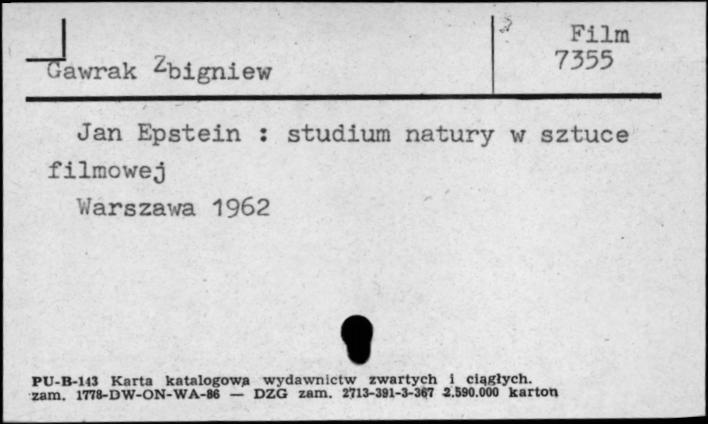 Film
7355
Gawrak Zbigniew
Jan Epstein : studium natury w sztuce
filmowej
Warszawa 1962
PU-B-143 Karta katalogowa wydawnictw zwartych i ciągłych.
zam. 1778-DW-ON-WA-86 — DZG zam. 2713-391-3-367 2.590.000 karton